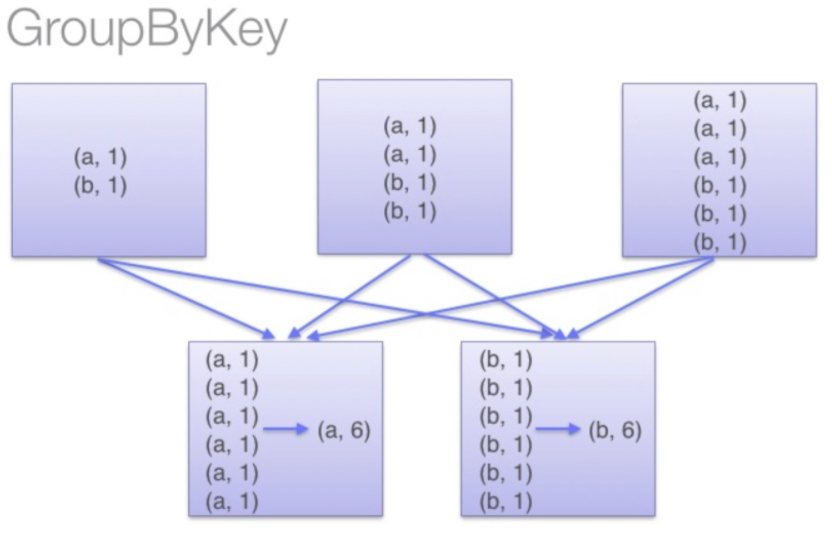 GroupByKey
(a, 1)
(b, 1)
(a, 1)
(a, 1)
(b, 1)
(b, 1)
(a, 1)
(a, 1)
(a, 1)
(b, 1)
(b, 1)
(b, 1)
(a, 1)
(a, 1)
(a, 1)
(a, 1)
(a, 1)
(a, 1)
(a, 6)
(b, 1)
(b, 1)
(b, 1)
(b, 1)
(b, 1)
(b, 1)
(b, 6)